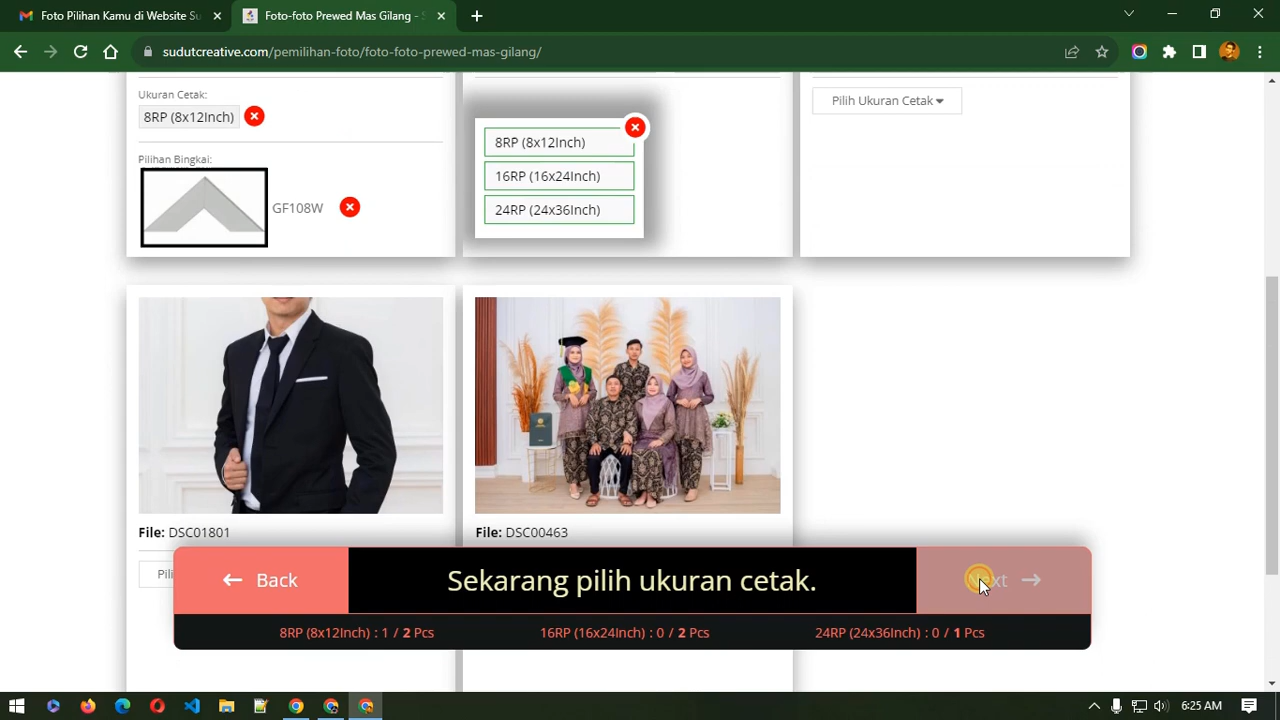 Foto Pilihan Kamu di Website Su
Foto-foto Prewed Mas Gilang - S
sudutcreative.com/pemilihan-foto/foto-foto-prewed-mas-gilang/
Ukuran Cetak:
8RP (8x12Inch)
Pilihan Bingkai:
GF108W
8RP (8x12Inch)
16RP (16x24Inch)
24RP (24x36Inch)
Pilih Ukuran Cetak
File: DSC01801
File: DSC00463
Pili
Back
Sekarang pilih ukuran cetak.
Next
8RP (8x12Inch) : 1 / 2 Pcs
16RP (16x24Inch) : 0 / 2 Pcs
24RP (24x36Inch) : 0 / 1 Pcs
6:25 AM